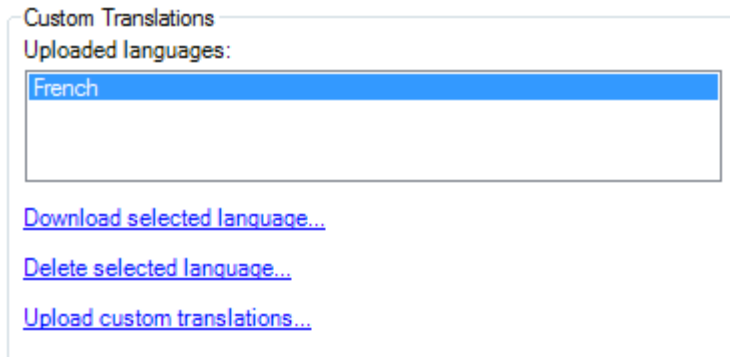 Custom Translations
Uploaded languages:
French
Download selected language...
Delete selected language...
Upload custom translations...